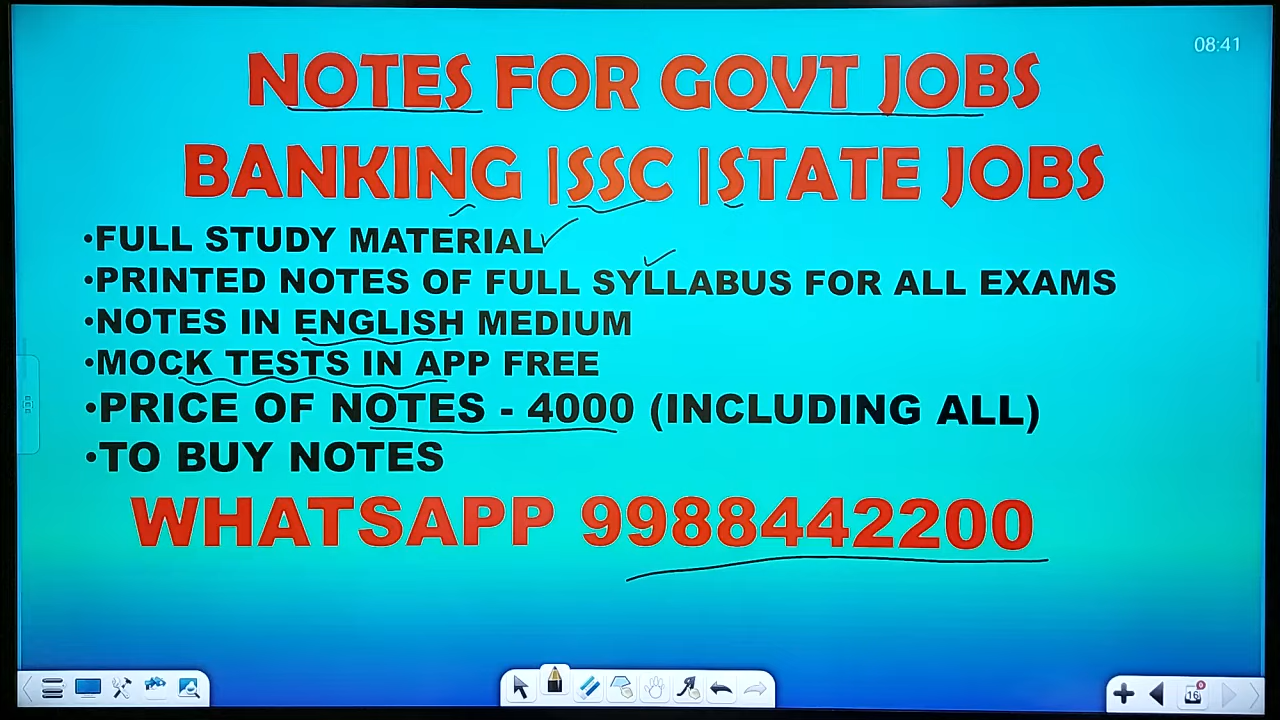 08:41
NOTES FOR GOVT JOBS
BANKING |SSC |STATE JOBS
•FULL STUDY MATERIAL
•PRINTED NOTES OF FULL SYLLABUS FOR ALL EXAMS
•NOTES IN ENGLISH MEDIUM
•MOCK TESTS IN APP FREE
•PRICE OF NOTES - 4000 (INCLUDING ALL)
•TO BUY NOTES
WHATSAPP 9988442200
16